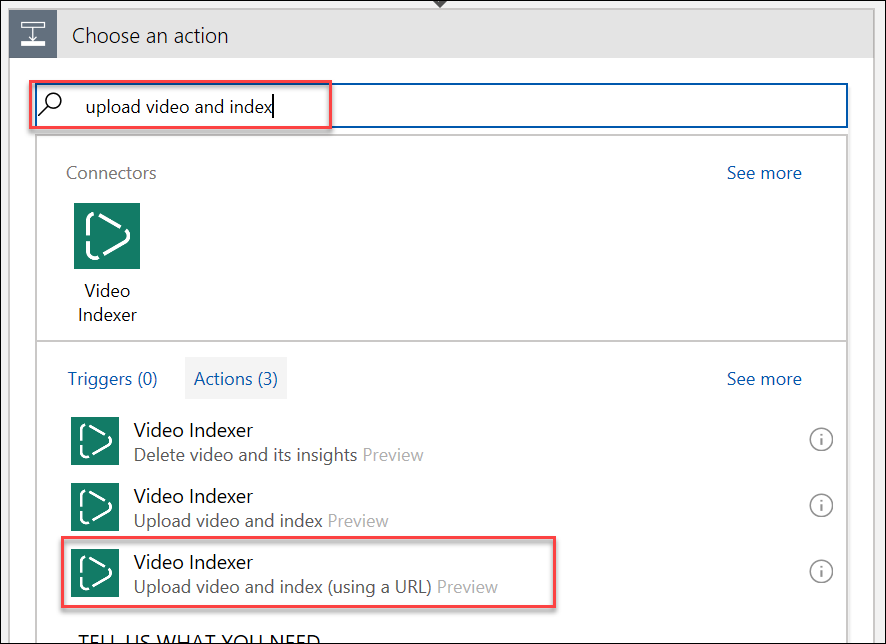 Choose an action
upload video and index
Connectors
See more
Video
Indexer
Triggers (0)
Actions (3)
See more
Video Indexer
Delete video and its insights Preview
Video Indexer
Upload video and index Preview
Video Indexer
Upload video and index (using a URL) Preview
TELL US WHAT YOU NEED